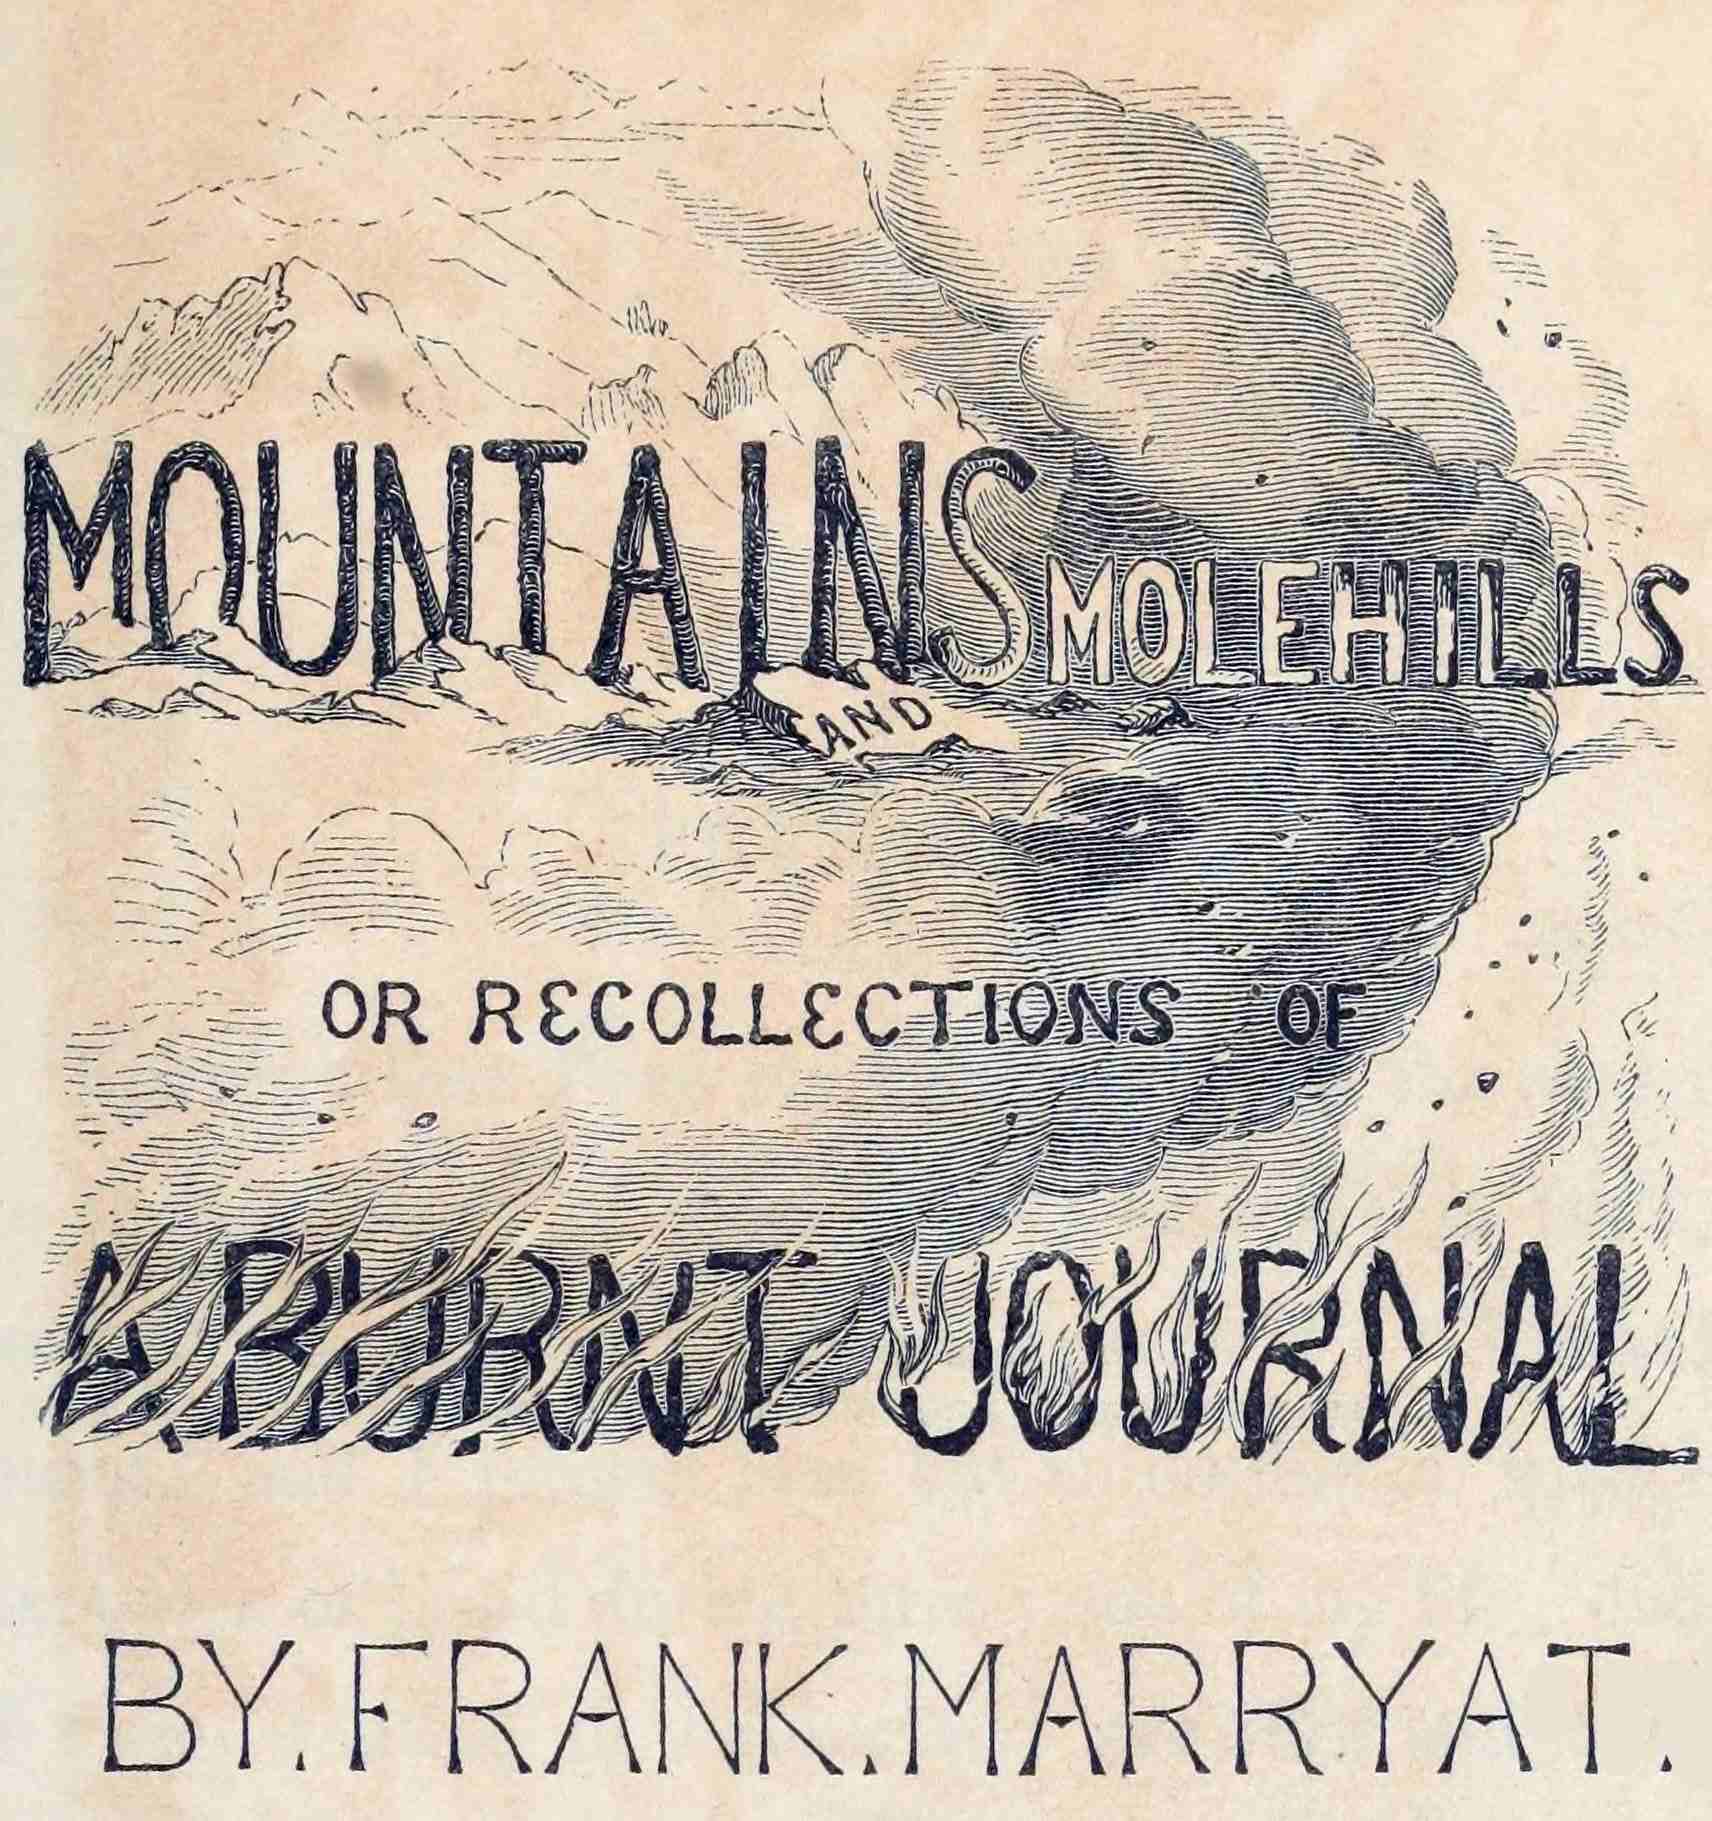 MOUNTAINS AND MOLEHILLS
OR RECOLLECTIONS OF
A BURNT JOURNAL
BY. FRANK. MARRYAT.